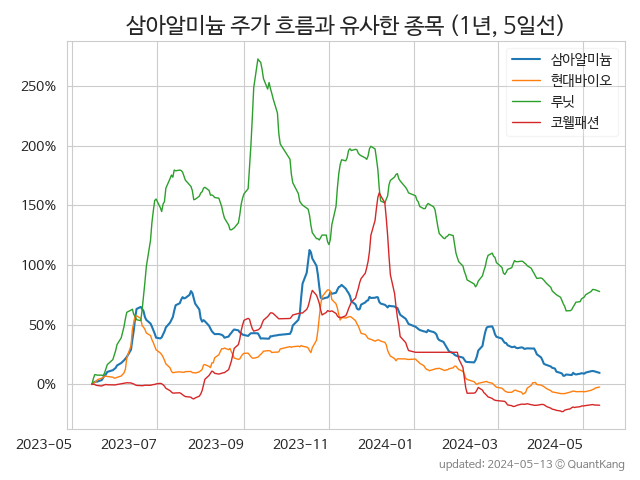 삼아알미늄 주가 흐름과 유사한 종목 (1년, 5일선)
삼아알미늄
현대바이오
루닛
코웰패션
250%
200%
150%
100%
50%
0%
2023-05 2023-07 2023-09 2023-11 2024-01 2024-03 2024-05
updated: 2024-05-13 © QuantKang